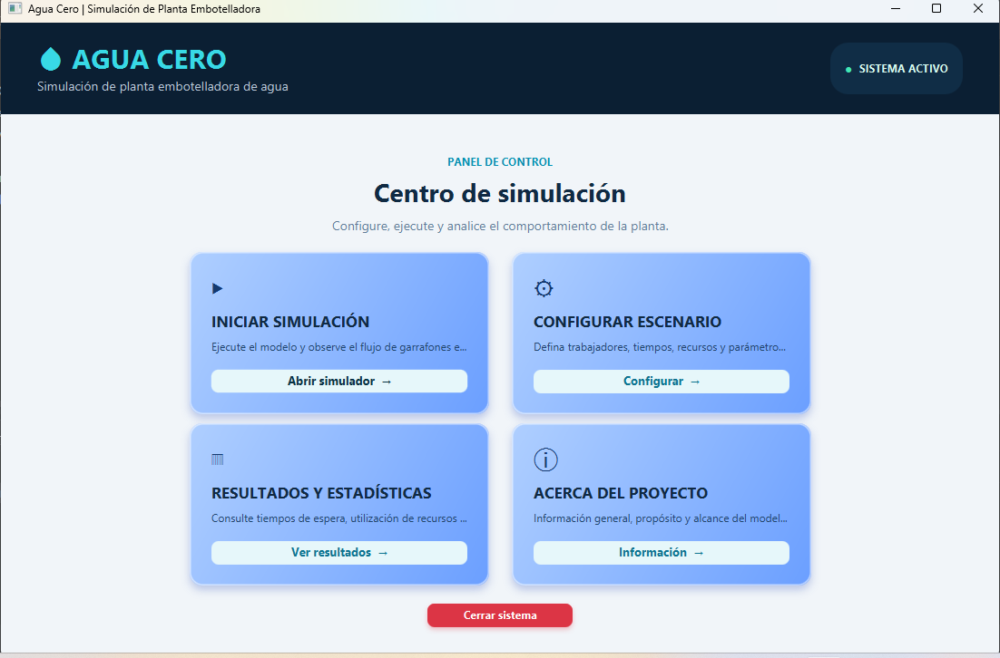 Agua Cero | Simulación de Planta Embotelladora
AGUA CERO
Simulación de planta embotelladora de agua
SISTEMA ACTIVO
PANEL DE CONTROL
Centro de simulación
Configure, ejecute y analice el comportamiento de la planta.
INICIAR SIMULACIÓN
Ejecute el modelo y observe el flujo de garrafones e...
Abrir simulador →
CONFIGURAR ESCENARIO
Defina trabajadores, tiempos, recursos y parámetro...
Configurar →
RESULTADOS Y ESTADÍSTICAS
Consulte tiempos de espera, utilización de recursos ...
Ver resultados →
ACERCA DEL PROYECTO
Información general, propósito y alcance del model...
Información →
Cerrar sistema